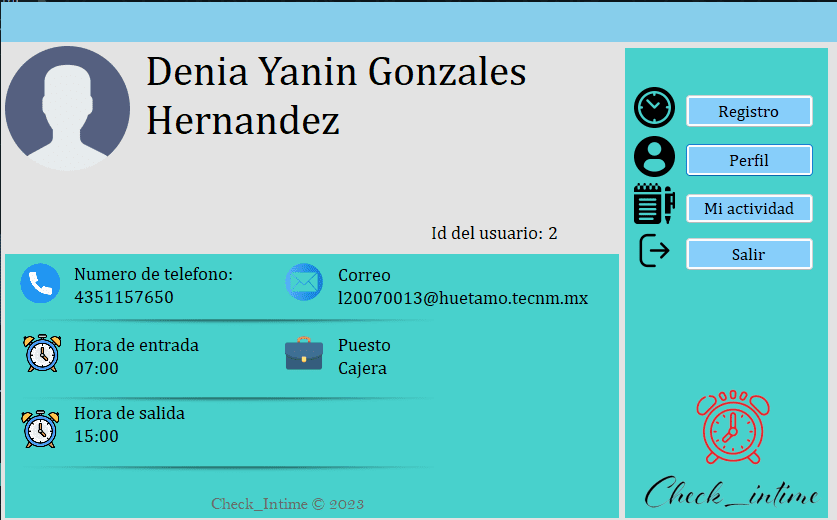 Denia Yanin Gonzales
Hernandez
Id del usuario: 2
Numero de telefono:
4351157650
Correo
l20070013@huetamo.tecnm.mx
Hora de entrada
07:00
Puesto
Cajera
Hora de salida
15:00
Check_Intime © 2023
Registro
Perfil
Mi actividad
Salir
Check_intime